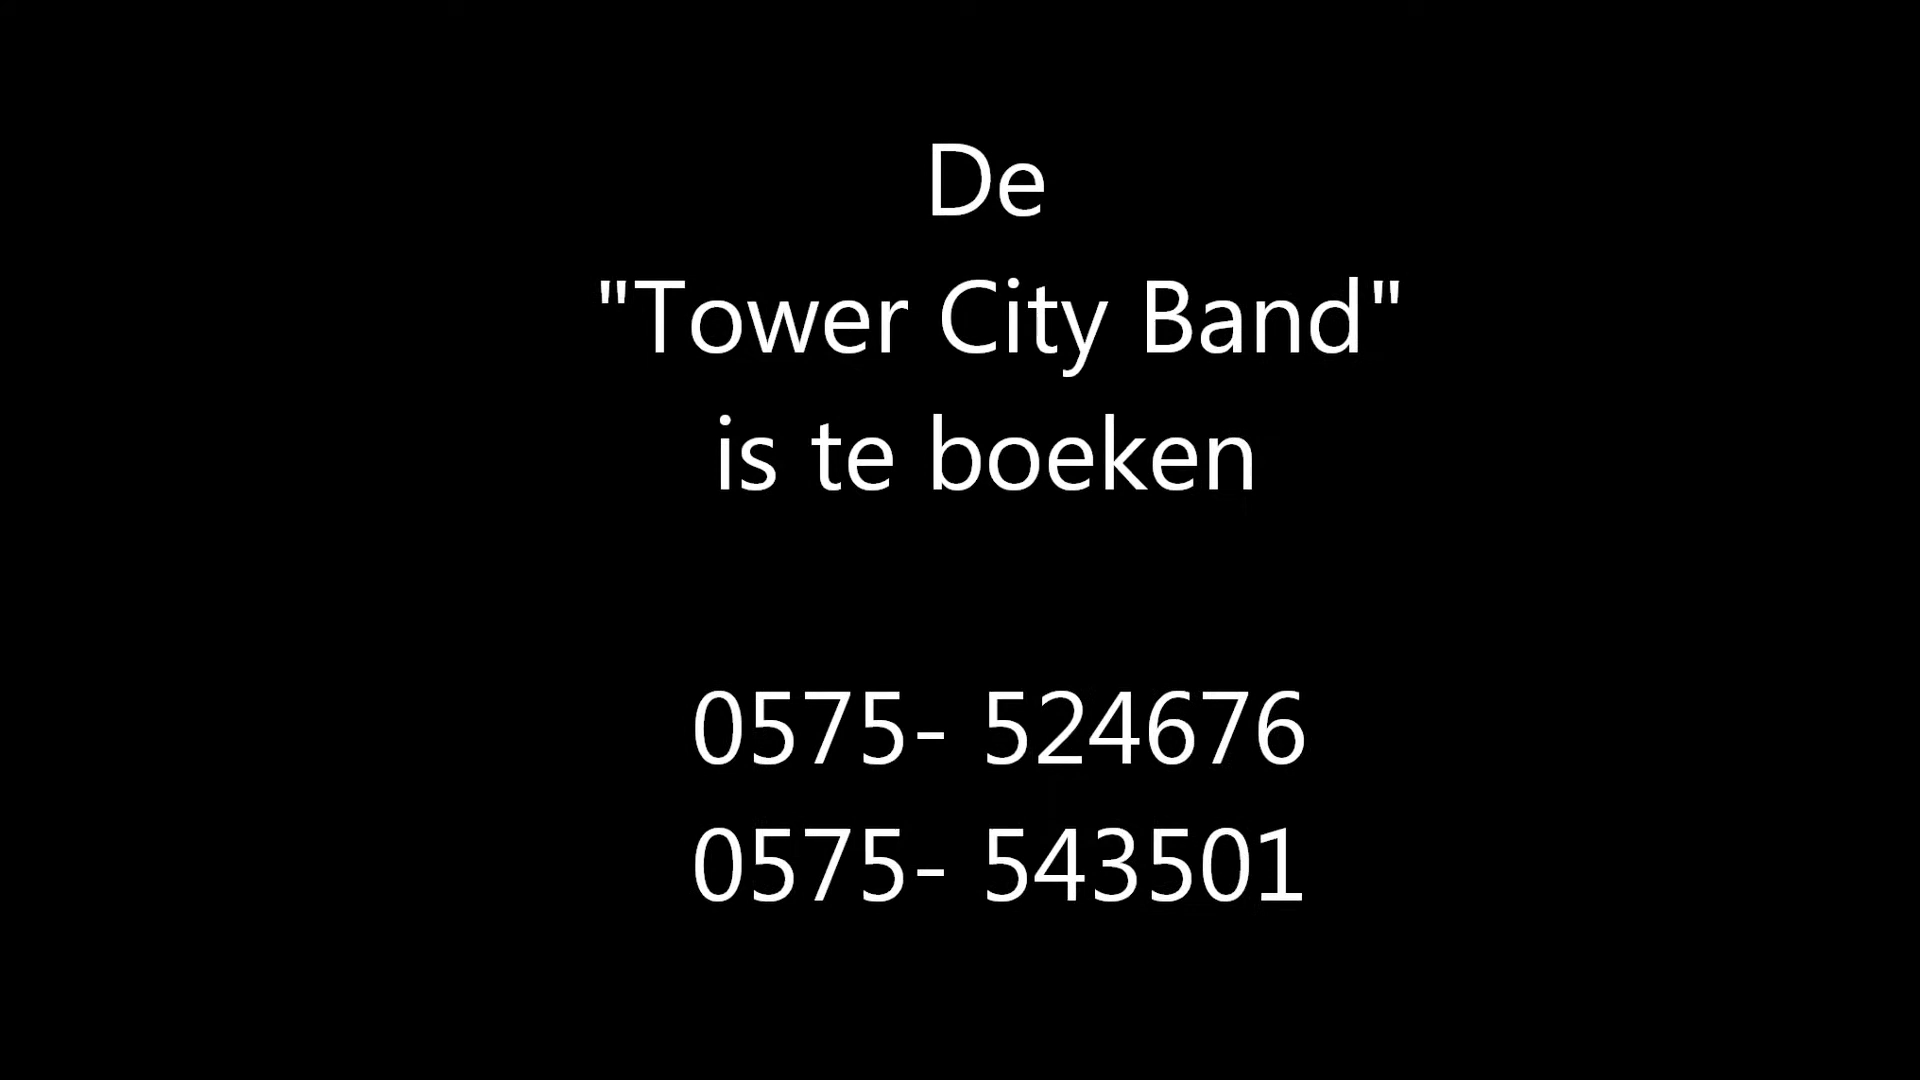 De
"Tower City Band"
is te boeken
0575- 524676
0575- 543501